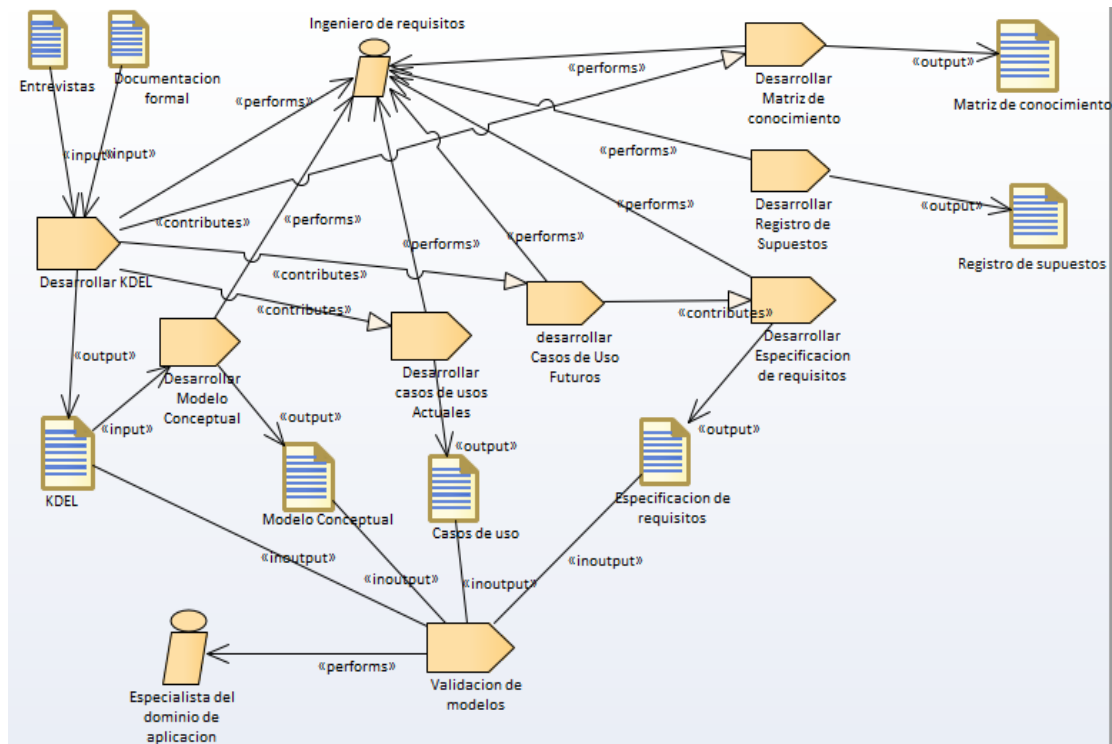 Ingeniero de requisitos
Entrevistas
Documentacion
formal
«performs»
«output»
Desarrollar
Matriz de
conocimiento
Matriz de conocimiento
«performs»
«input»
«input»
«performs»
«contributes»
«performs»
«performs»
«performs»
«performs»
Desarrollar
Registro de
Supuestos
«output»
Registro de supuestos
Desarrollar KDEL
«contributes»
«contributes»
«contributes»
desarrollar
Casos de Uso
Futuros
Desarrollar
Especificacion
de requisitos
«output»
Desarrollar
Modelo
Conceptual
Desarrollar
casos de usos
Actuales
«input»
«output»
«output»
«output»
KDEL
Modelo Conceptual
Casos de uso
Especificacion de
requisitos
«inoutput»
«inoutput»
«inoutput»
«inoutput»
«performs»
Especialista del
dominio de
aplicacion
Validacion de
modelos